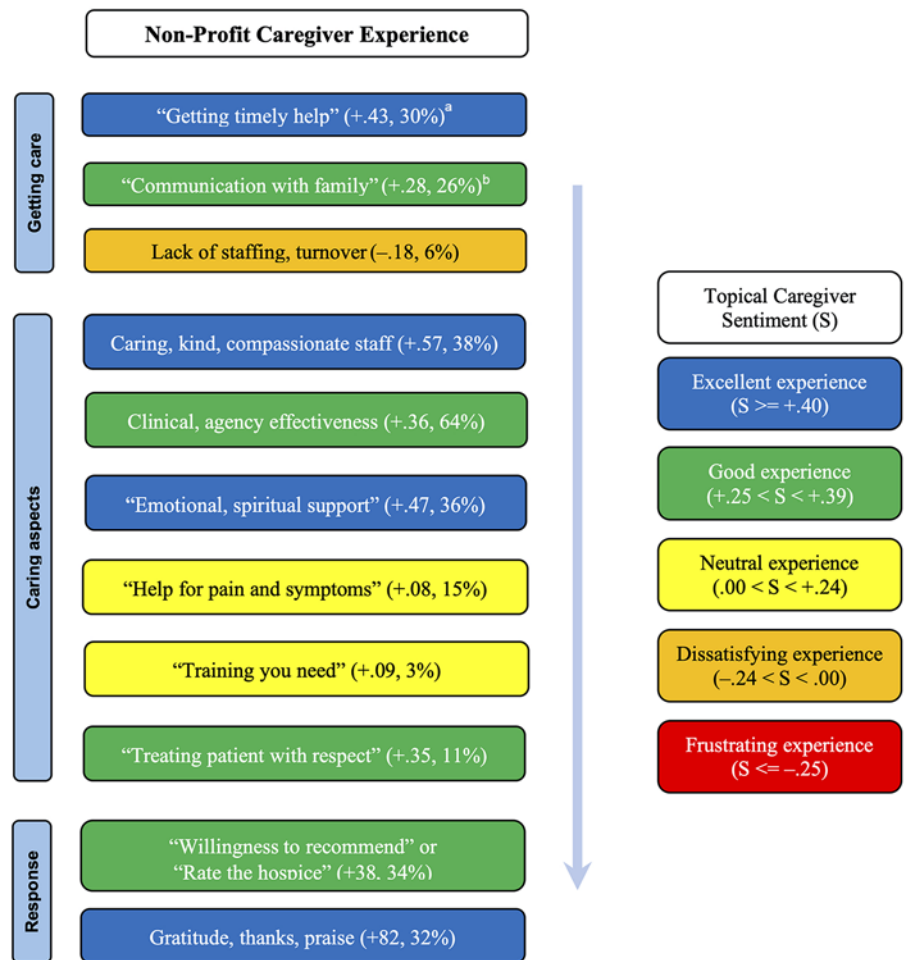 Non-Profit Caregiver Experience
Getting care
“Getting timely help” (+.43, 30%)ᵃ
“Communication with family” (+.28, 26%)ᵇ
Lack of staffing, turnover (–.18, 6%)
Caring aspects
Caring, kind, compassionate staff (+.57, 38%)
Clinical, agency effectiveness (+.36, 64%)
“Emotional, spiritual support” (+.47, 36%)
“Help for pain and symptoms” (+.08, 15%)
“Training you need” (+.09, 3%)
“Treating patient with respect” (+.35, 11%)
Response
“Willingness to recommend” or
“Rate the hospice” (+38, 34%)
Gratitude, thanks, praise (+82, 32%)
Topical Caregiver
Sentiment (S)
Excellent experience
(S >= +.40)
Good experience
(+.25 < S < +.39)
Neutral experience
(.00 < S < +.24)
Dissatisfying experience
(–.24 < S < .00)
Frustrating experience
(S <= –.25)